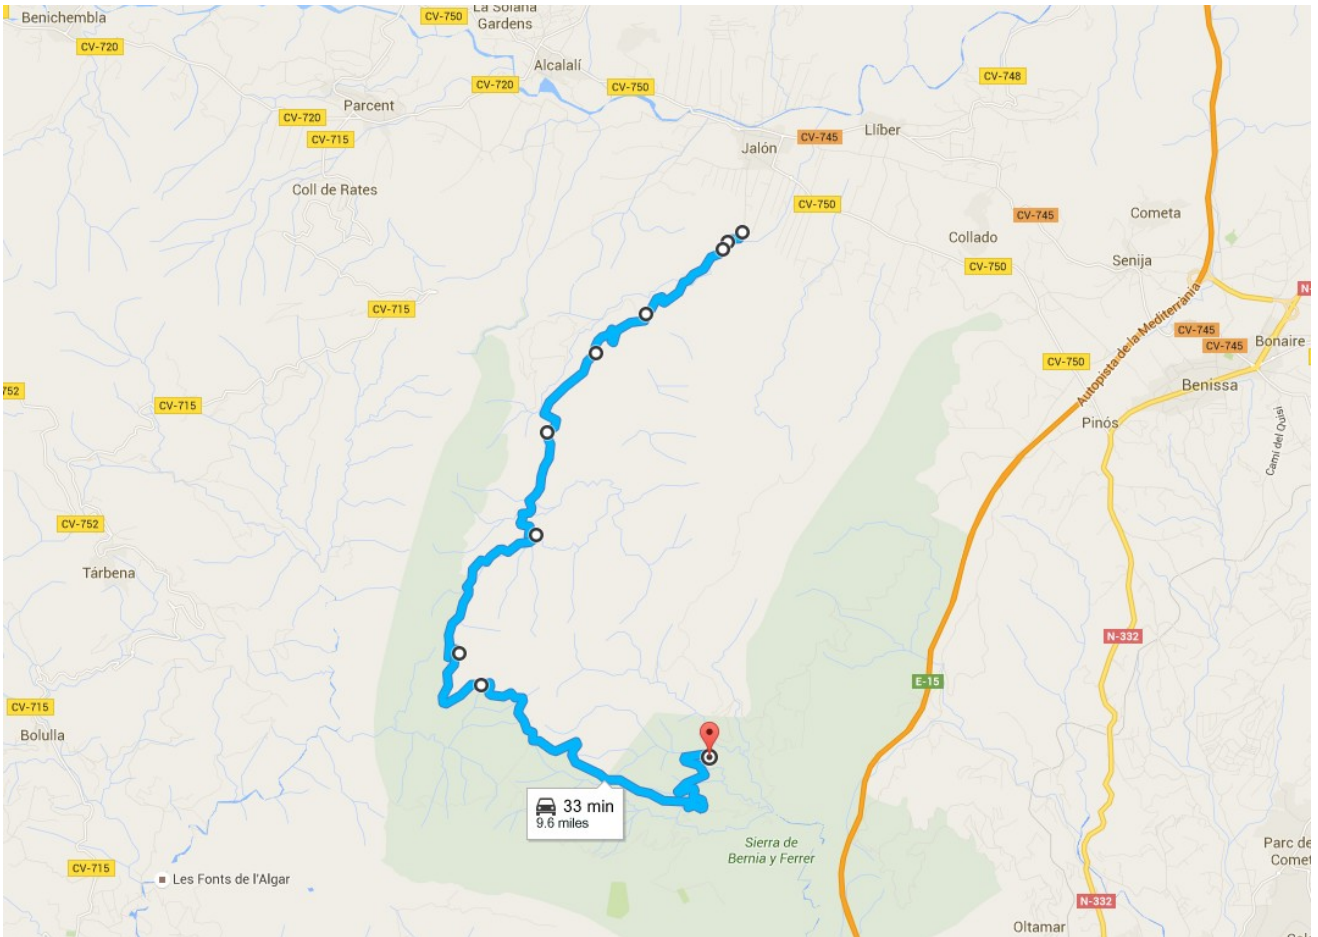 Benichembla
CV-750
La Solana
Gardens
CV-720
Alcalalí
CV-720
CV-750
CV-748
Parcent
CV-720
CV-715
Llíber
CV-745
Jalón
Coll de Rates
CV-750
CV-745
Cometa
Collado
CV-750
Senija
CV-715
N-
Autopista de la Mediterrània
CV-745
CV-745
Bonaire
CV-750
Benissa
752
CV-715
Pinós
Camí del Quisi
CV-752
Tárbena
N-332
E-15
CV-715
Bolulla
33 min
9.6 miles
Sierra de
Bernia y Ferrer
Parc de
Comet
CV-715
Les Fonts de l'Algar
N-332
Oltamar